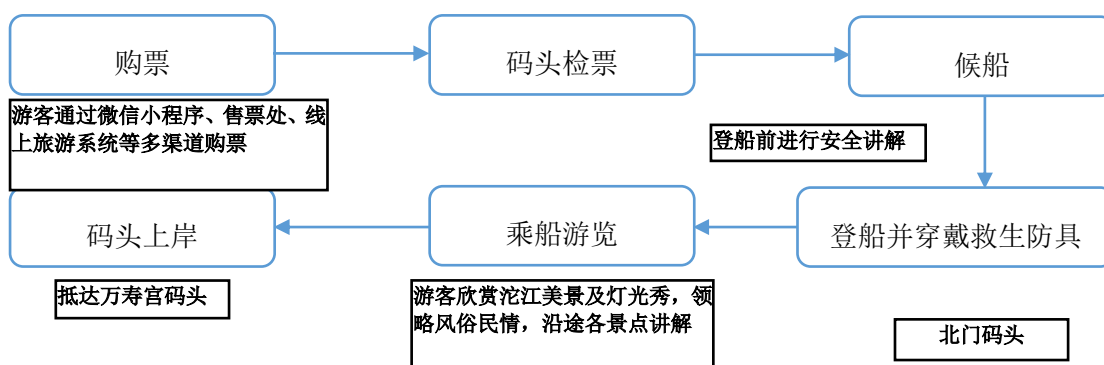 购票
码头检票
候船
游客通过微信小程序、售票处、线
上旅游系统等多渠道购票
登船前进行安全讲解
码头上岸
乘船游览
登船并穿戴救生防具
抵达万寿宫码头
游客欣赏沱江美景及灯光秀，领
略风俗民情，沿途各景点讲解
北门码头